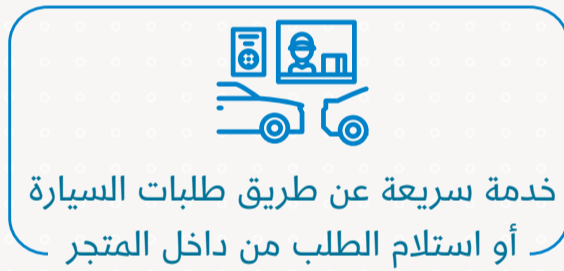 خدمة سريعة عن طريق طلبات السيارة
أو استلام الطلب من داخل المتجر